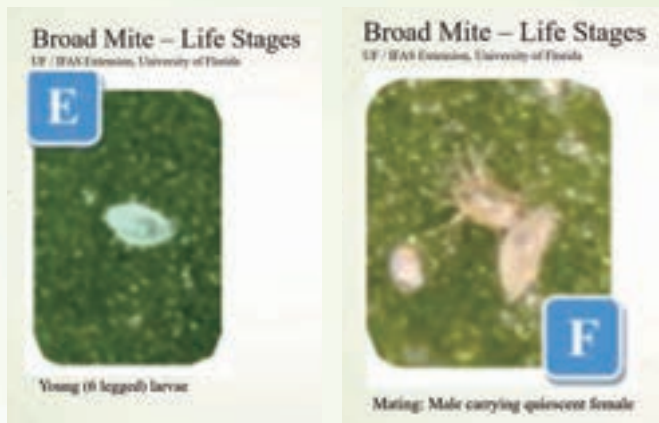 Broad Mite – Life Stages
UF / IFAS Extension, University of Florida
E
Young (6 legged) larvae
Broad Mite – Life Stages
UF / IFAS Extension, University of Florida
F
Mating: Male carrying quiescent female